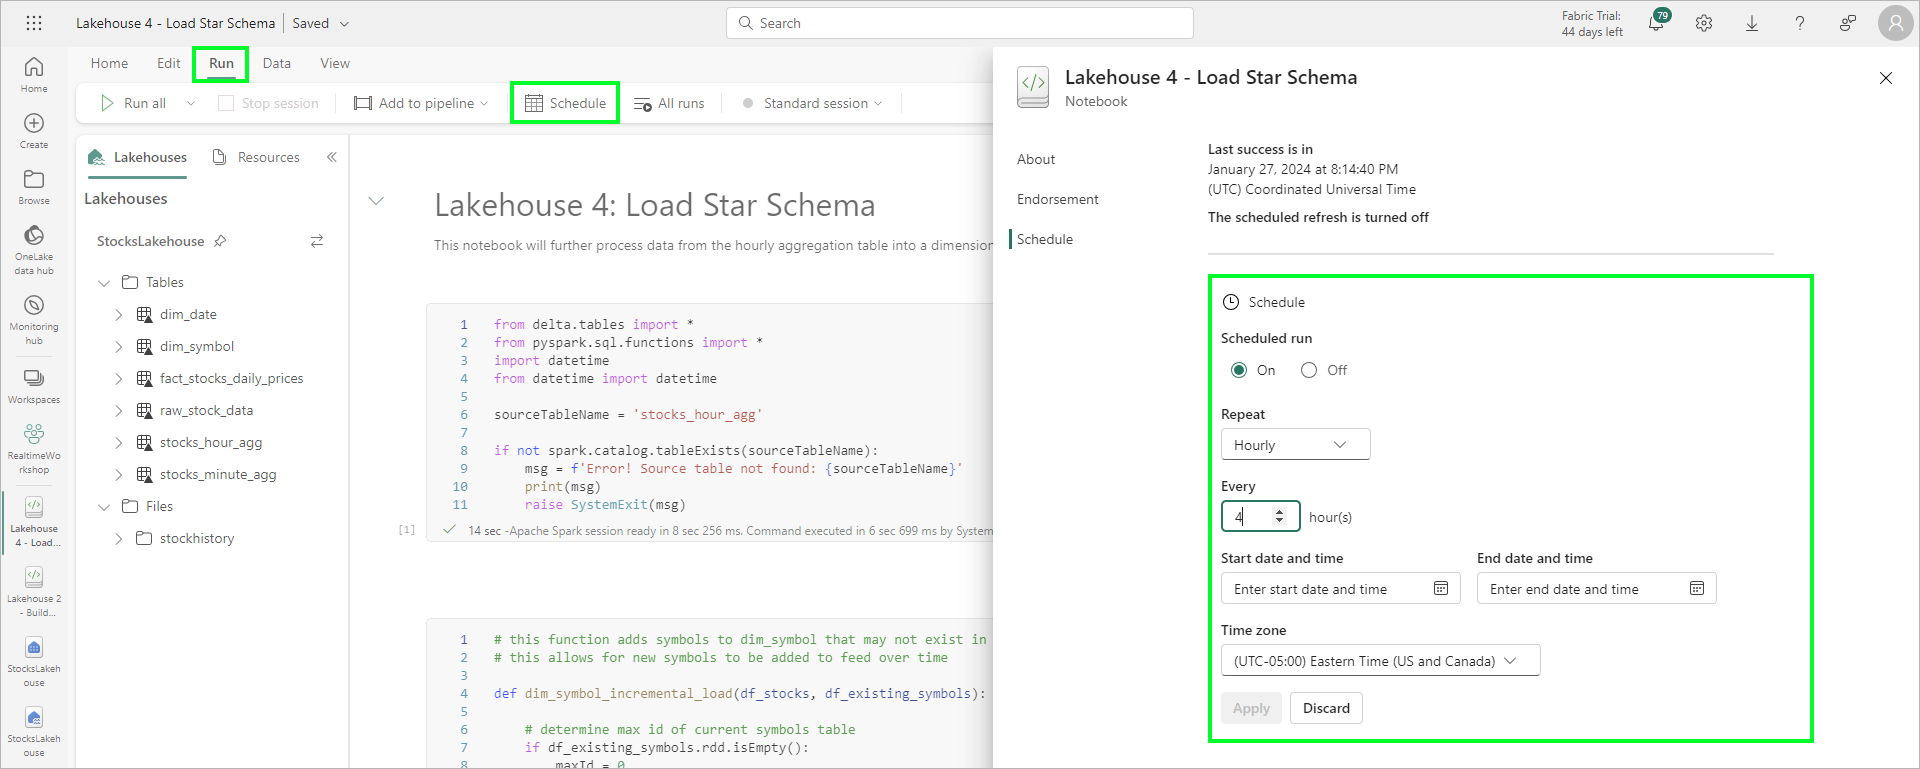 Lakehouse 4 - Load Star Schema
Saved
Search
Fabric Trial:
44 days left
79
Home
Create
Browse
OneLake
data hub
Monitoring
hub
Workspaces
RealtimeWo
rkshop
Lakehouse
4 - Load...
Lakehouse 2
- Build...
StocksLakeh
ouse
StocksLakeh
ouse
Home Edit Run Data View
Run all Stop session Add to pipeline Schedule All runs Standard session
Lakehouses Resources
Lakehouses
StocksLakehouse
Tables
dim_date
dim_symbol
fact_stocks_daily_prices
raw_stock_data
stocks_hour_agg
stocks_minute_agg
Files
stockhistory
Lakehouse 4: Load Star Schema
This notebook will further process data from the hourly aggregation table into a dimension
1 from delta.tables import *
2 from pyspark.sql.functions import *
3 import datetime
4 from datetime import datetime
5
6 sourceTableName = 'stocks_hour_agg'
7
8 if not spark.catalog.tableExists(sourceTableName):
9 msg = f'Error! Source table not found: {sourceTableName}'
10 print(msg)
11 raise SystemExit(msg)
[1] 14 sec -Apache Spark session ready in 8 sec 256 ms. Command executed in 6 sec 699 ms by System
1 # this function adds symbols to dim_symbol that may not exist in
2 # this allows for new symbols to be added to feed over time
3
4 def dim_symbol_incremental_load(df_stocks, df_existing_symbols):
5
6 # determine max id of current symbols table
7 if df_existing_symbols.rdd.isEmpty():
8 maxId = 0
Lakehouse 4 - Load Star Schema
Notebook
About
Endorsement
Schedule
Last success is in
January 27, 2024 at 8:14:40 PM
(UTC) Coordinated Universal Time
The scheduled refresh is turned off
Schedule
Scheduled run
On Off
Repeat
Hourly
Every
4 hour(s)
Start date and time End date and time
Enter start date and time Enter end date and time
Time zone
(UTC-05:00) Eastern Time (US and Canada)
Apply Discard